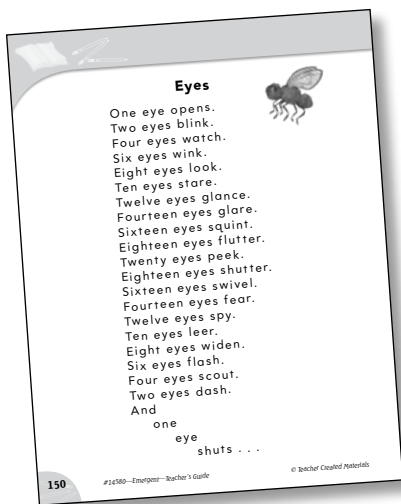 Eyes
One eye opens.
Two eyes blink.
Four eyes watch.
Six eyes wink.
Eight eyes look.
Ten eyes stare.
Twelve eyes glance.
Fourteen eyes glare.
Sixteen eyes squint.
Eighteen eyes flutter.
Twenty eyes peek.
Eighteen eyes shutter.
Sixteen eyes swivel.
Fourteen eyes fear.
Twelve eyes spy.
Ten eyes leer.
Eight eyes widen.
Six eyes flash.
Four eyes scout.
Two eyes dash.
And
one
eye
shuts . . .
150 #14580—Emergent—Teacher's Guide © Teacher Created Materials